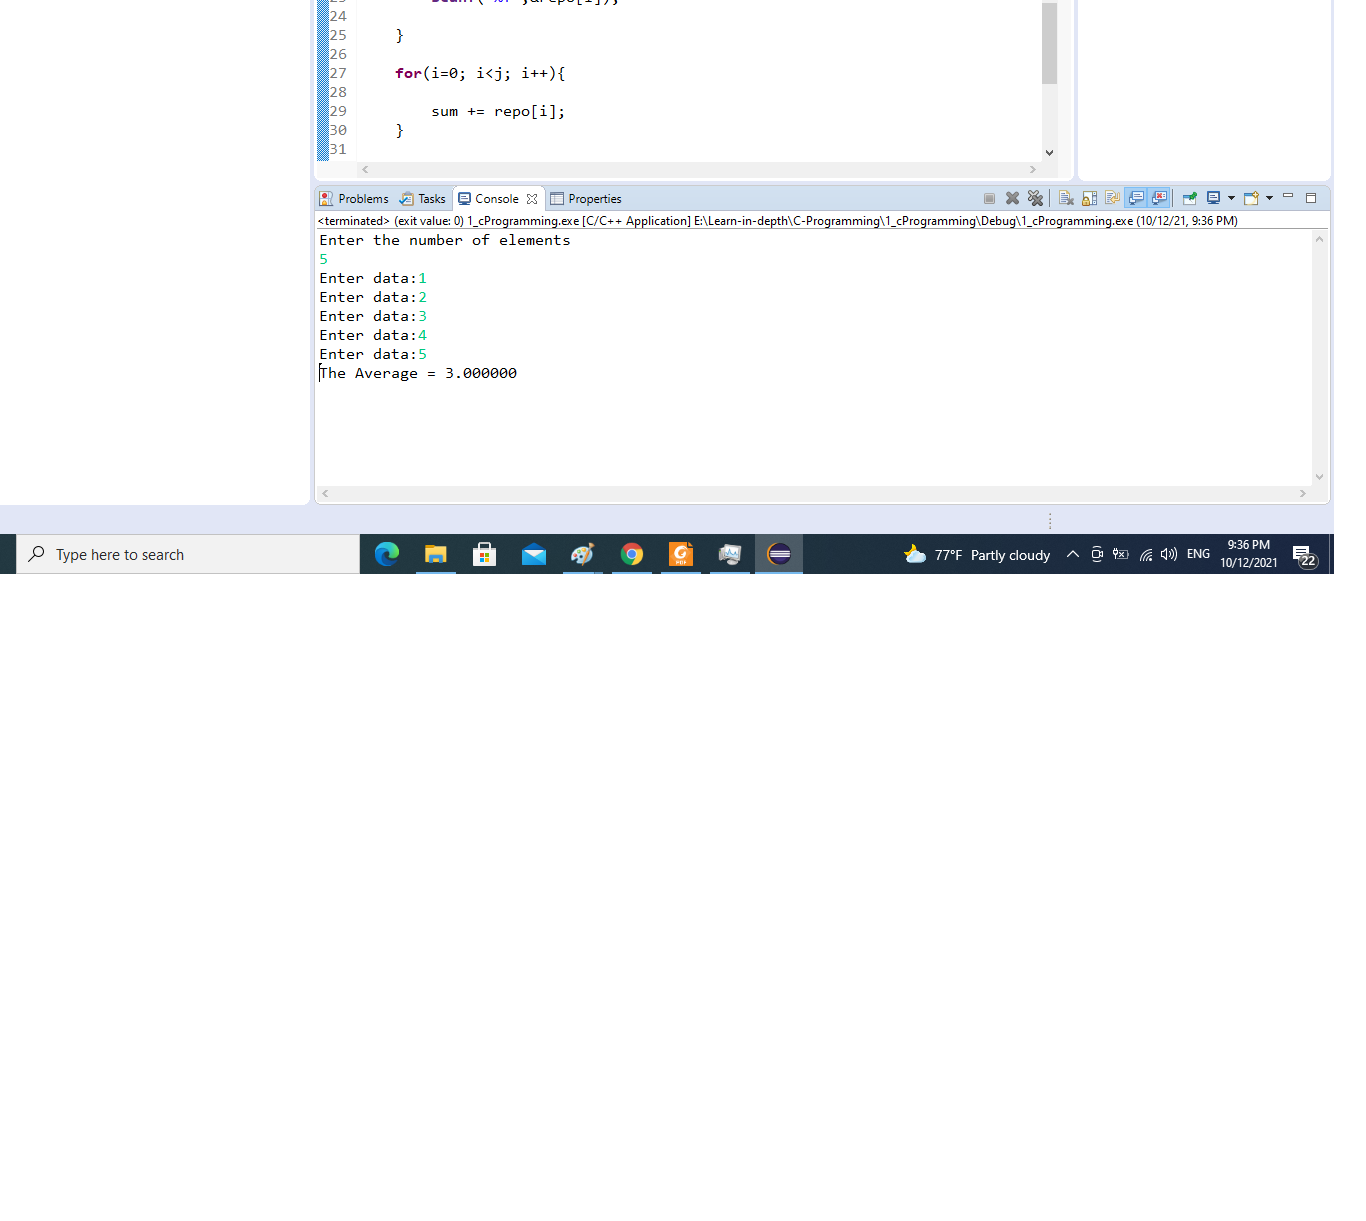 24
25 }
26
27 for(i=0; i<j; i++){
28
29 sum += repo[i];
30 }
31
Problems Tasks Console Properties
<terminated> (exit value: 0) 1_cProgramming.exe [C/C++ Application] E:\Learn-in-depth\C-Programming\1_cProgramming\Debug\1_cProgramming.exe (10/12/21, 9:36 PM)
Enter the number of elements
5
Enter data:1
Enter data:2
Enter data:3
Enter data:4
Enter data:5
The Average = 3.000000
Type here to search
77°F Partly cloudy
ENG
9:36 PM
10/12/2021
22